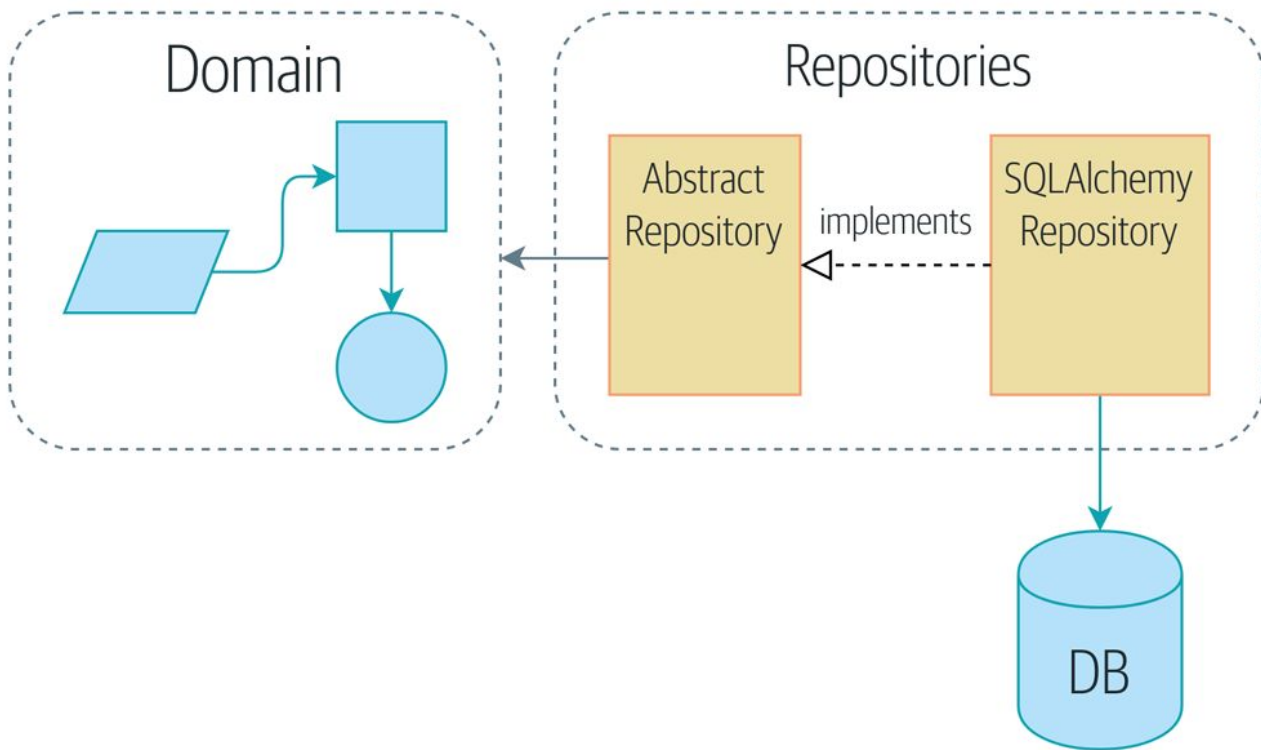 Domain
Repositories
Abstract
Repository
implements
SQLAlchemy
Repository
DB